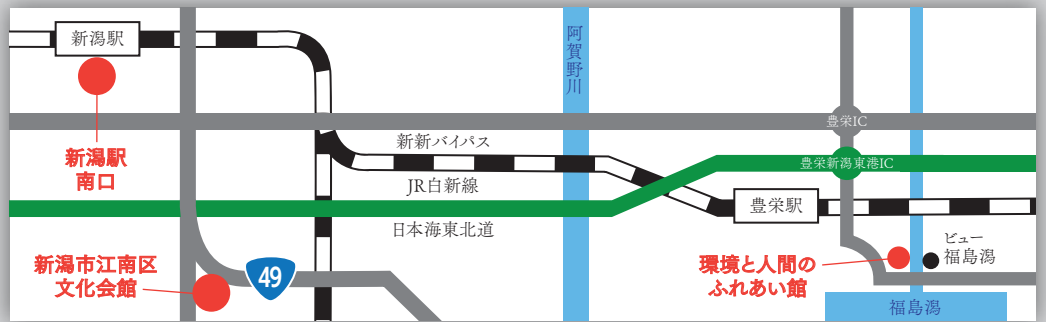 新潟駅
新潟駅
南口
阿賀野川
豊栄IC
新新バイパス
豊栄新潟東港IC
JR白新線
豊栄駅
日本海東北道
新潟市江南区
文化会館
49
環境と人間の
ふれあい館
ビュー
福島潟
福島潟